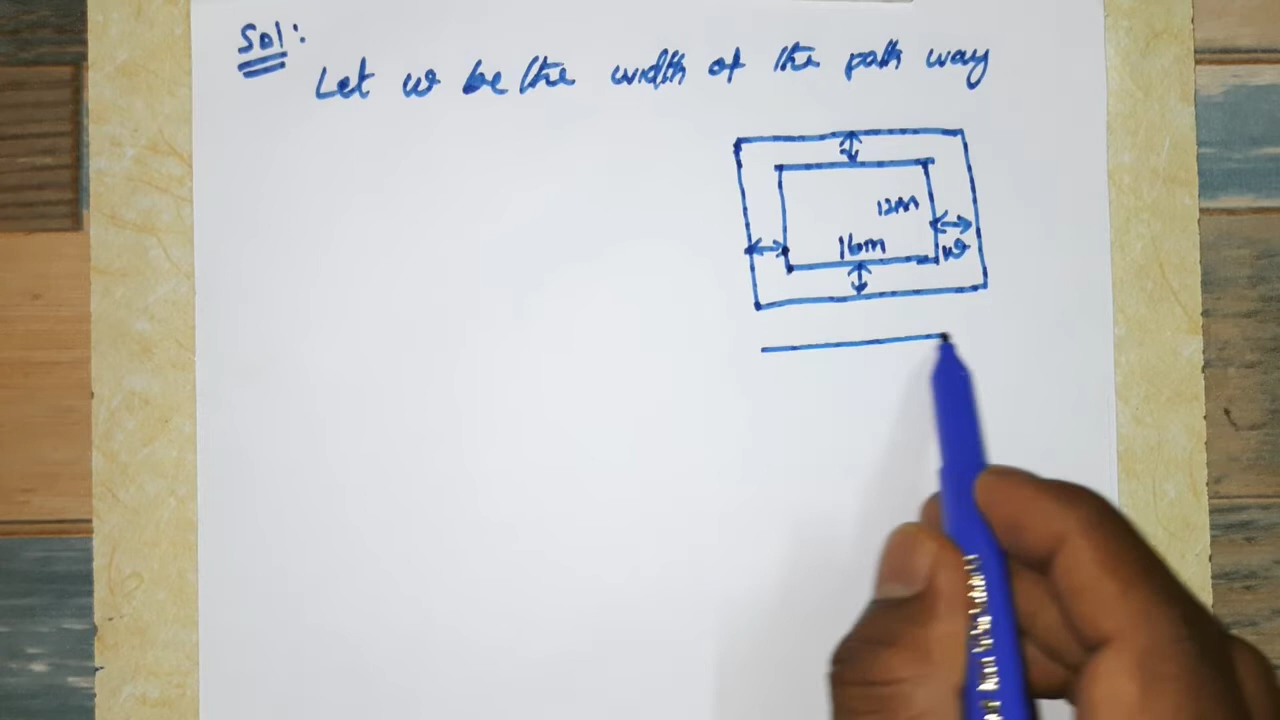 Sol:
Let w be the width of the path way
12m
16m
w